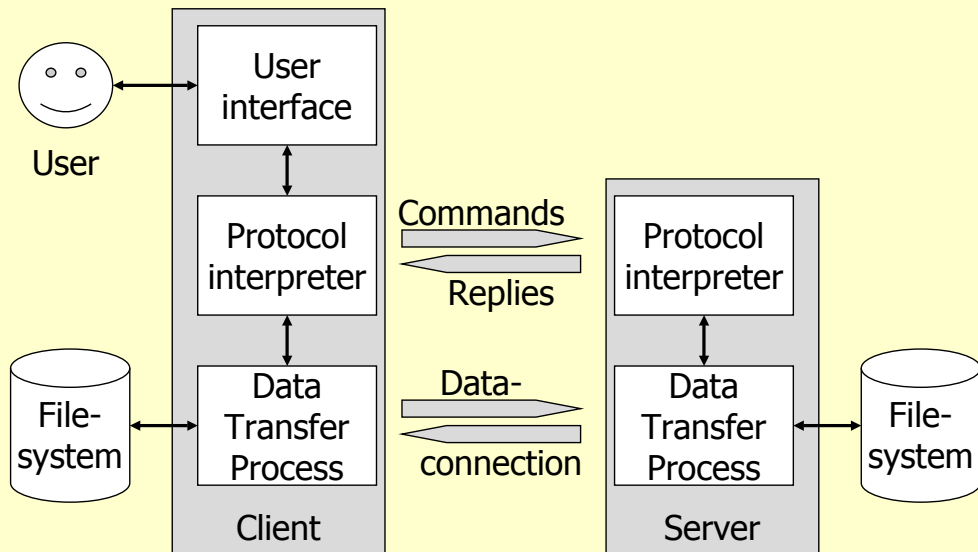 User
interface
User
Protocol
interpreter
Commands
Replies
Protocol
interpreter
File-
system
Data
Transfer
Process
Data-
connection
Data
Transfer
Process
File-
system
Client
Server